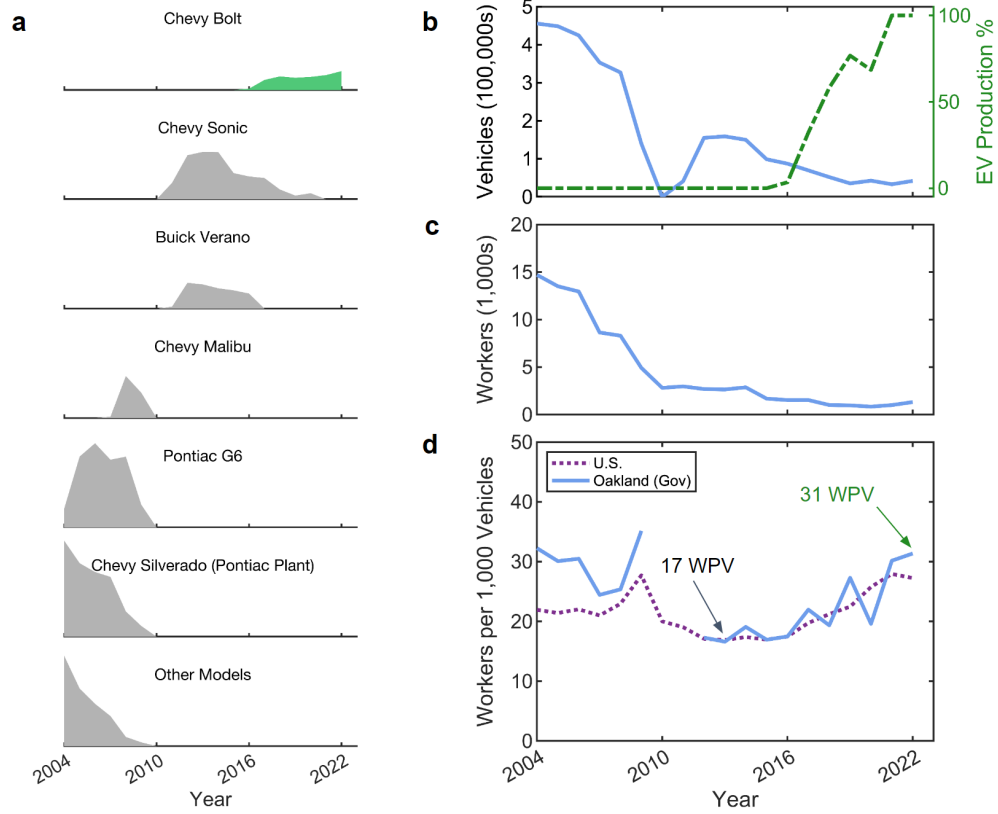 a
Chevy Bolt
Chevy Sonic
Buick Verano
Chevy Malibu
Pontiac G6
Chevy Silverado (Pontiac Plant)
Other Models
2004
2010
2016
2022
Year
b
Vehicles (100,000s)
5
4
3
2
1
0
EV Production %
100
50
0
c
Workers (1,000s)
20
15
10
5
0
d
Workers per 1,000 Vehicles
50
40
30
20
10
0
U.S.
Oakland (Gov)
31 WPV
17 WPV
2004
2010
2016
2022
Year